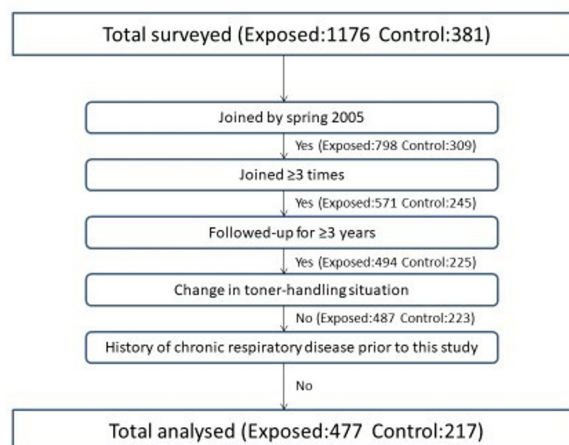 Total surveyed (Exposed:1176 Control:381)
Joined by spring 2005
Yes (Exposed:798 Control:309)
Joined ≥3 times
Yes (Exposed:571 Control:245)
Followed-up for ≥3 years
Yes (Exposed:494 Control:225)
Change in toner-handling situation
No (Exposed:487 Control:223)
History of chronic respiratory disease prior to this study
No
Total analysed (Exposed:477 Control:217)